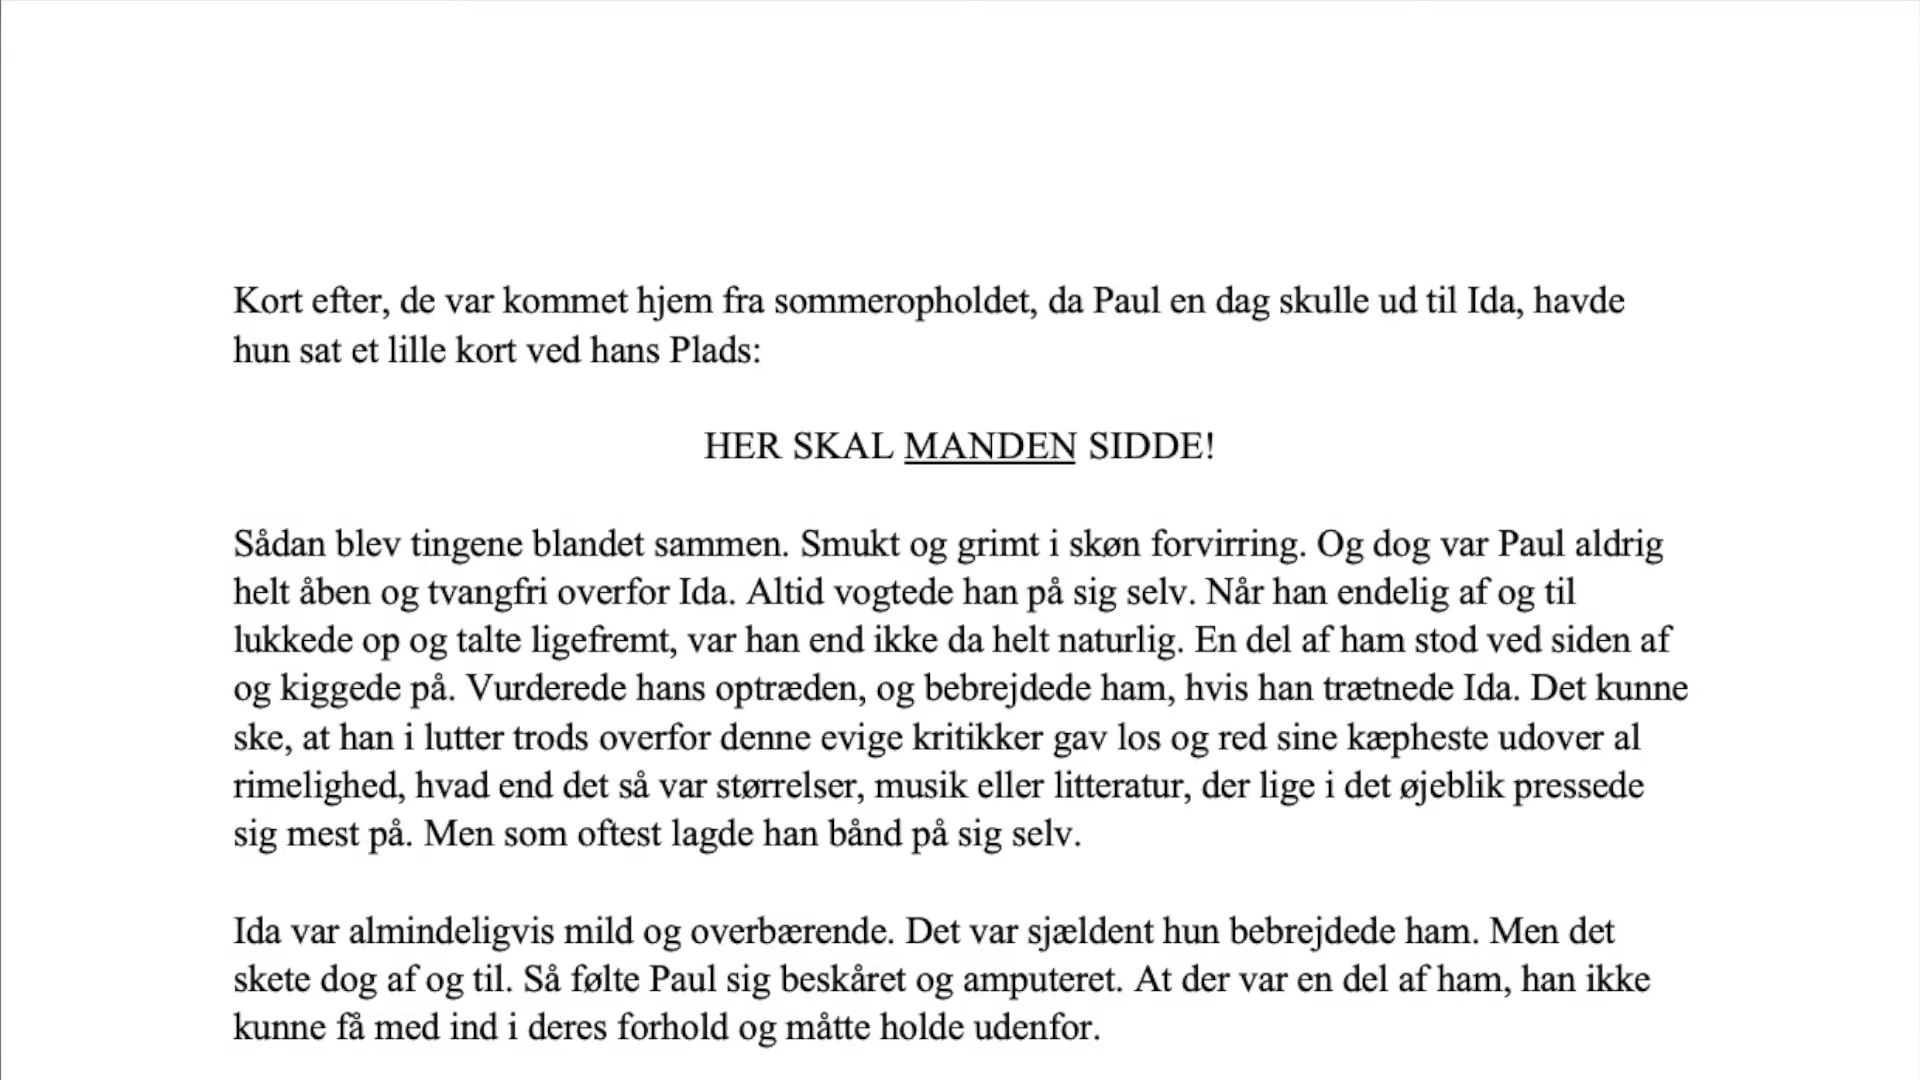 Kort efter, de var kommet hjem fra sommeropholdet, da Paul en dag skulle ud til Ida, havde
hun sat et lille kort ved hans Plads:
HER SKAL MANDEN SIDDE!
Sådan blev tingene blandet sammen. Smukt og grimt i skøn forvirring. Og dog var Paul aldrig
helt åben og tvangfri overfor Ida. Altid vogtede han på sig selv. Når han endelig af og til
lukkede op og talte ligefremt, var han end ikke da helt naturlig. En del af ham stod ved siden af
og kiggede på. Vurderede hans optræden, og bebrejdede ham, hvis han trætnede Ida. Det kunne
ske, at han i lutter trods overfor denne evige kritikker gav los og red sine kæpheste udover al
rimelighed, hvad end det så var størrelser, musik eller litteratur, der lige i det øjeblik pressede
sig mest på. Men som oftest lagde han bånd på sig selv.
Ida var almindeligvis mild og overbærende. Det var sjældent hun bebrejdede ham. Men det
skete dog af og til. Så følte Paul sig beskåret og amputeret. At der var en del af ham, han ikke
kunne få med ind i deres forhold og måtte holde udenfor.